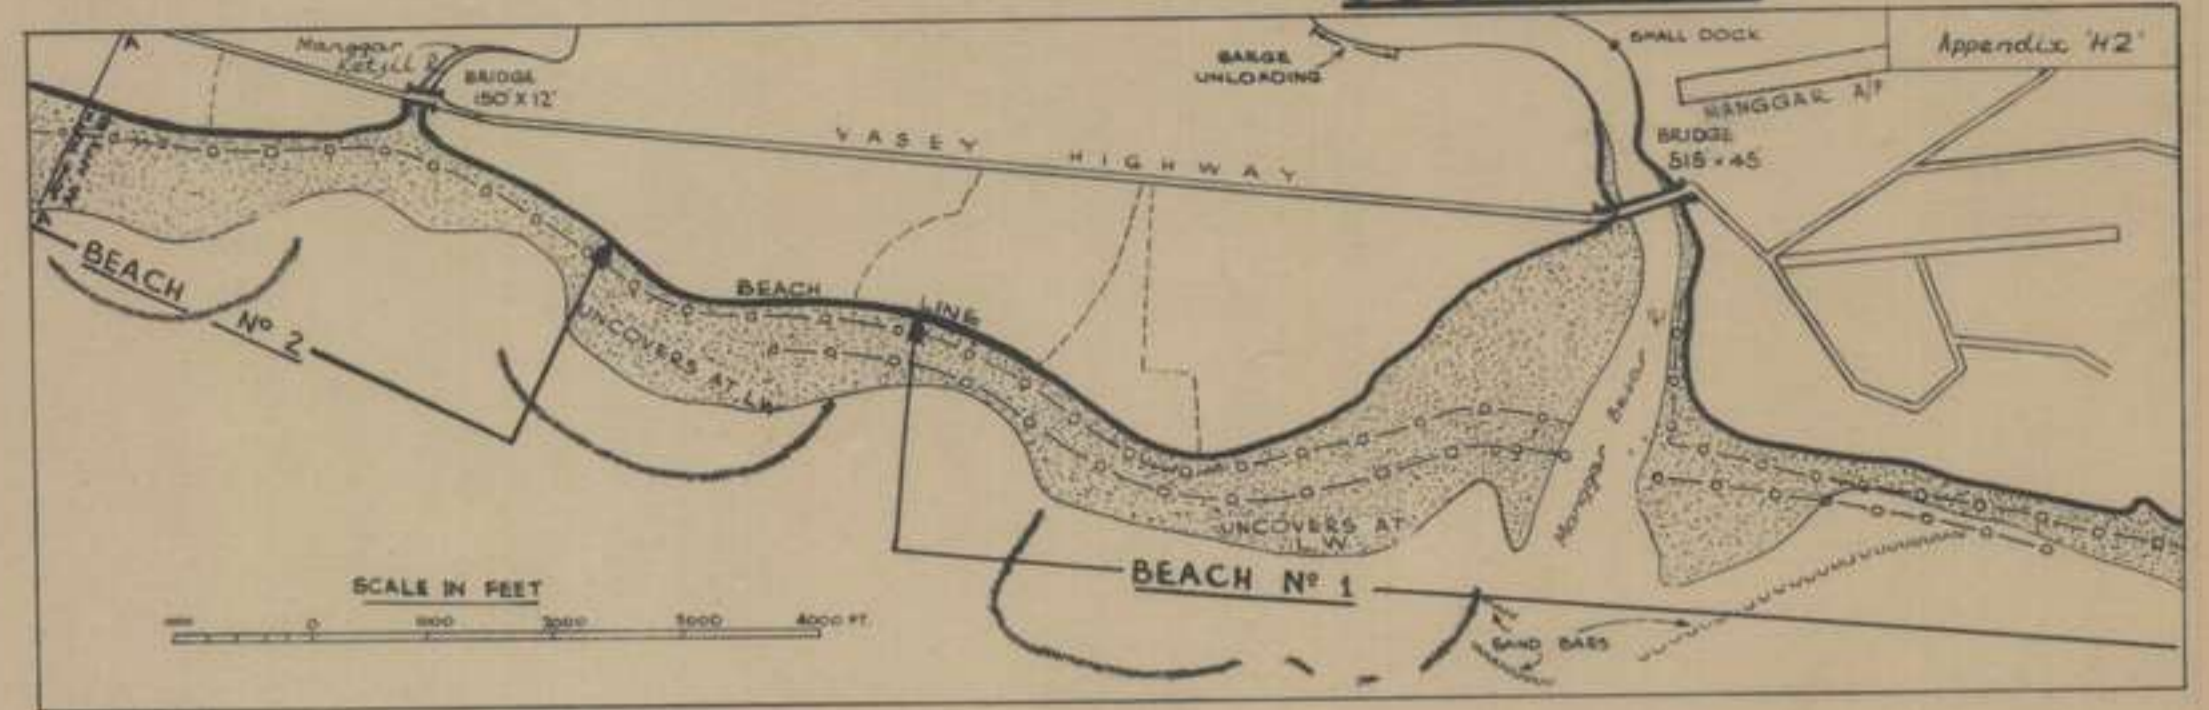 Appendix 'H2'
A
Manggar
Ketjil R
BRIDGE
150' X 12'
BARGE
UNLOADING
SMALL DOCK
MANGGAR A/F
BRIDGE
515 × 45
VASEY HIGHWAY
A
BEACH
Nº 2
BEACH LINE
UNCOVERS AT
L.W.
UNCOVERS AT
L.W.
Manggar Besar R
BEACH Nº 1
SAND BARS
SCALE IN FEET
0 1000 2000 3000 4000 FT.